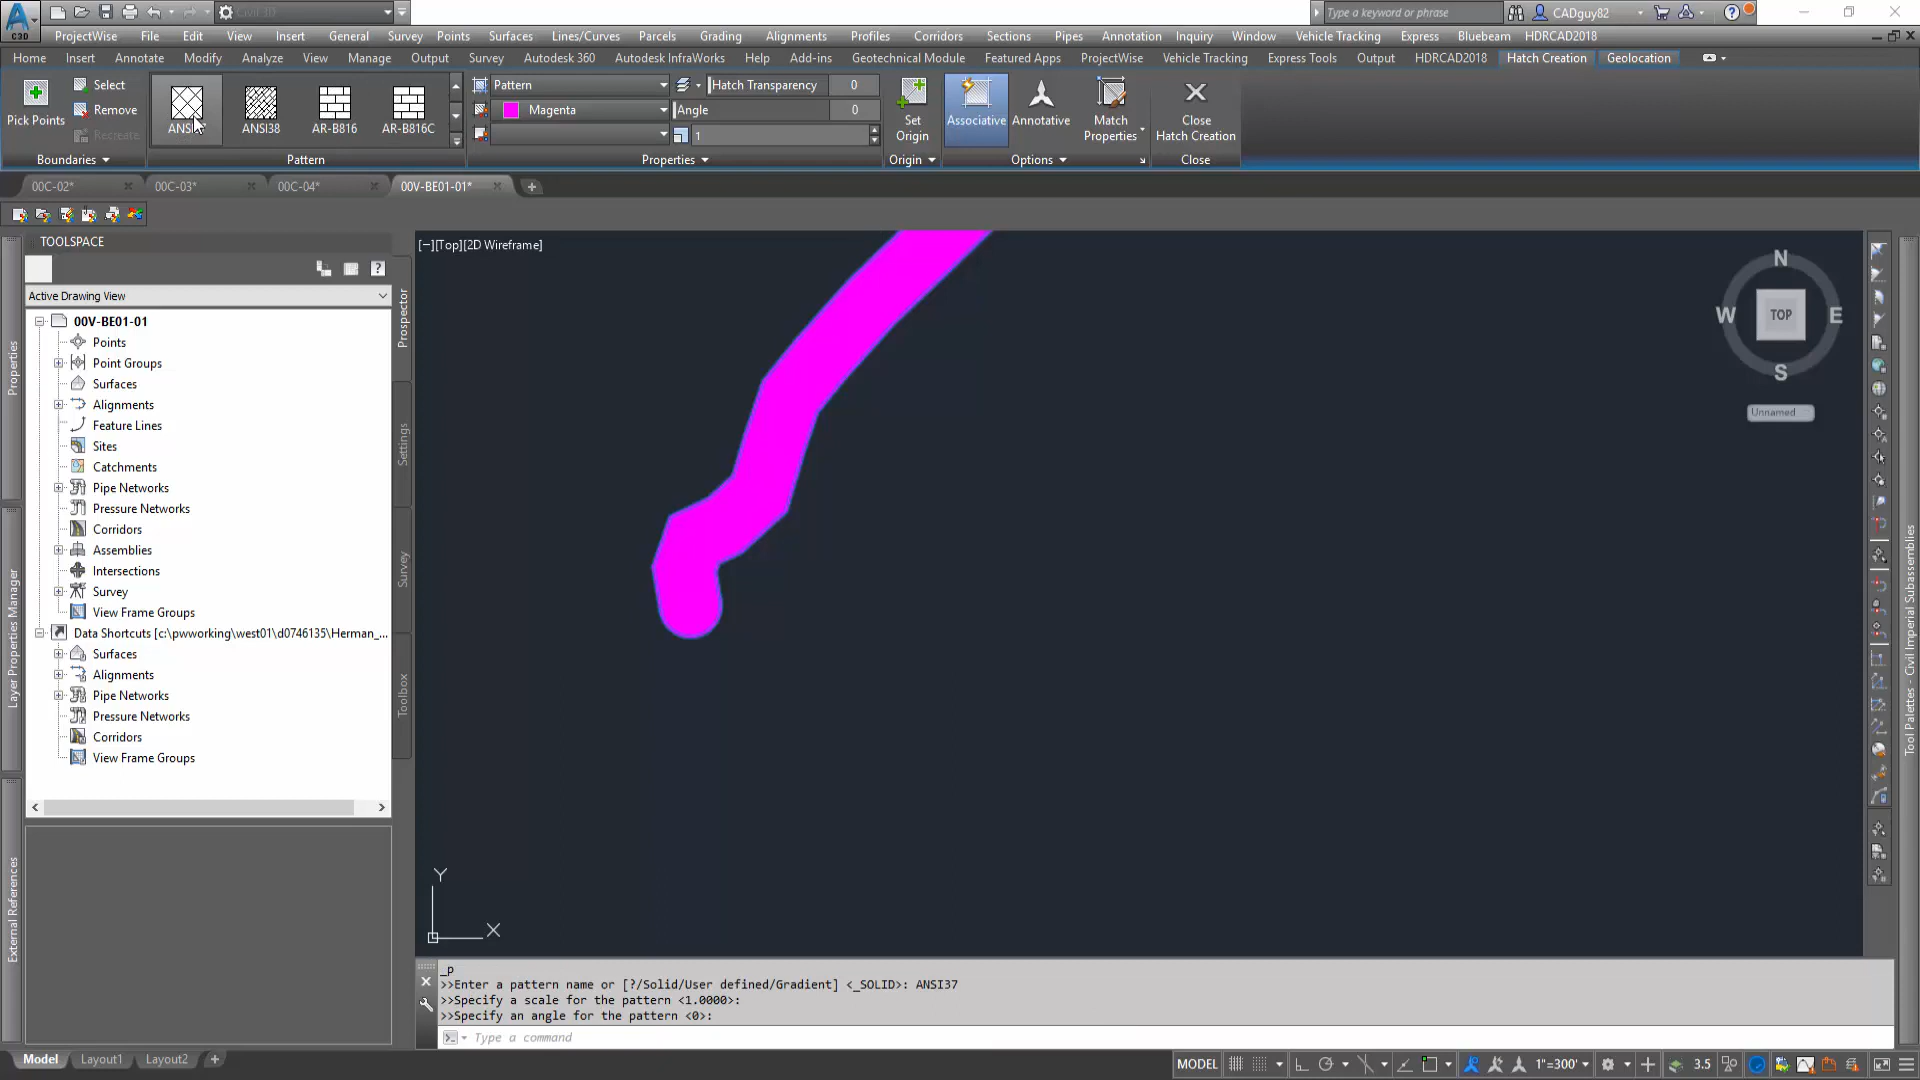 C3D
Civil 3D
Type a keyword or phrase
CADguy82
ProjectWise File Edit View Insert General Survey Points Surfaces Lines/Curves Parcels Grading Alignments Profiles Corridors Sections Pipes Annotation Inquiry Window Vehicle Tracking Express Bluebeam HDRCAD2018
Home Insert Annotate Modify Analyze View Manage Output Survey Autodesk 360 Autodesk InfraWorks Help Add-ins Geotechnical Module Featured Apps ProjectWise Vehicle Tracking Express Tools Output HDRCAD2018 Hatch Creation Geolocation
Pick Points
Select
Remove
Recreate
Boundaries
ANSI38
AR-B816
AR-B816C
Pattern
Pattern
Magenta
Hatch Transparency 0
Angle 0
1
Properties
Set
Origin
Origin
Associative
Annotative
Match
Properties
Options
Close
Hatch Creation
Close
00C-02*
00C-03*
00C-04*
00V-BE01-01*
TOOLSPACE
Active Drawing View
00V-BE01-01
Points
Point Groups
Surfaces
Alignments
Feature Lines
Sites
Catchments
Pipe Networks
Pressure Networks
Corridors
Assemblies
Intersections
Survey
View Frame Groups
Data Shortcuts [c:\pwworking\west01\d0746135\Herman_...
Surfaces
Alignments
Pipe Networks
Pressure Networks
Corridors
View Frame Groups
Properties
Layer Properties Manager
External References
Prospector
Settings
Survey
Toolbox
[−][Top][2D Wireframe]
N
W
TOP
E
S
Unnamed
Tool Palettes - Civil Imperial Subassemblies
Y
X
_p
>>Enter a pattern name or [?/Solid/User defined/Gradient] <_SOLID>: ANSI37
>>Specify a scale for the pattern <1.0000>:
>>Specify an angle for the pattern <0>:
Type a command
Model Layout1 Layout2
MODEL
1"=300'
3.5